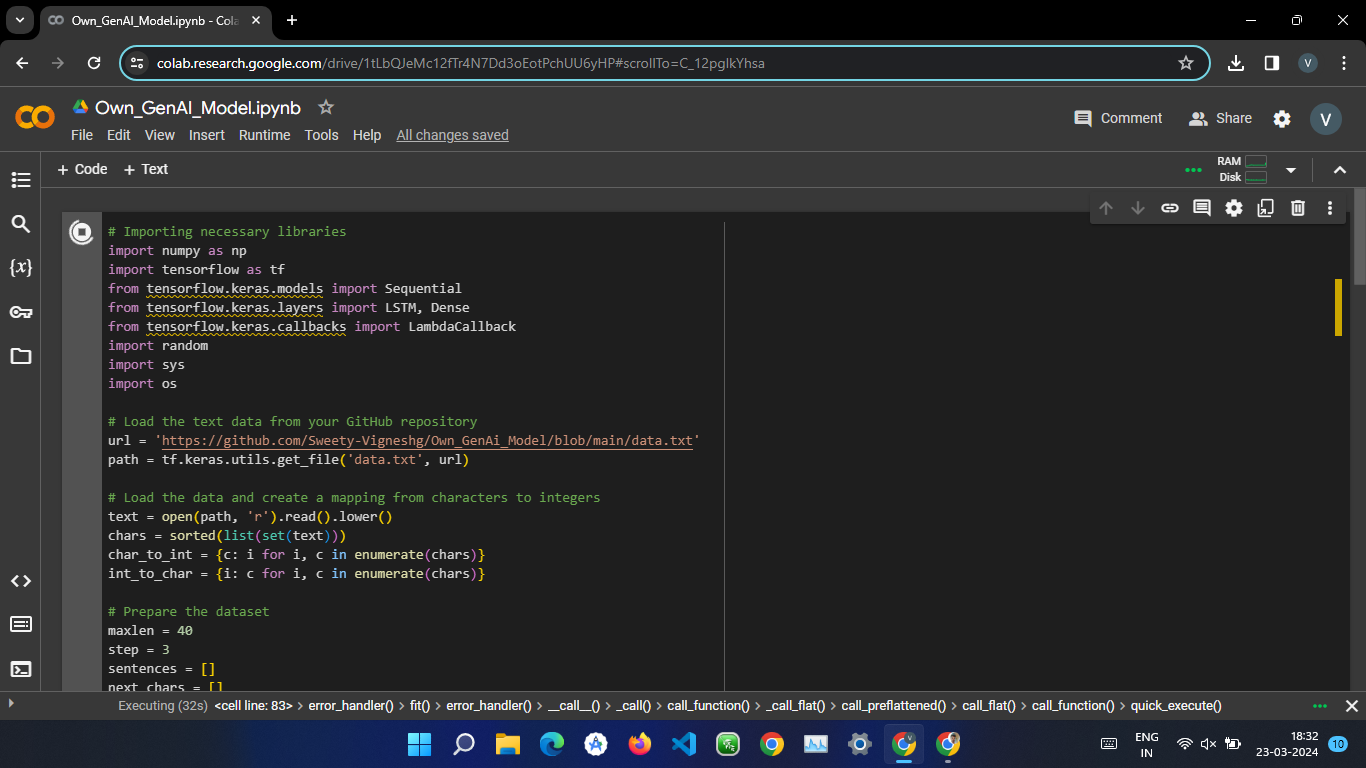 Own_GenAI_Model.ipynb - Cola
colab.research.google.com/drive/1tLbQJeMc12fTr4N7Dd3oEotPchUU6yHP#scrollTo=C_12pglkYhsa
V
Own_GenAI_Model.ipynb
File Edit View Insert Runtime Tools Help All changes saved
Comment Share V
+ Code + Text
RAM
Disk
{x}
# Importing necessary libraries
import numpy as np
import tensorflow as tf
from tensorflow.keras.models import Sequential
from tensorflow.keras.layers import LSTM, Dense
from tensorflow.keras.callbacks import LambdaCallback
import random
import sys
import os
# Load the text data from your GitHub repository
url = 'https://github.com/Sweety-Vigneshg/Own_GenAi_Model/blob/main/data.txt'
path = tf.keras.utils.get_file('data.txt', url)
# Load the data and create a mapping from characters to integers
text = open(path, 'r').read().lower()
chars = sorted(list(set(text)))
char_to_int = {c: i for i, c in enumerate(chars)}
int_to_char = {i: c for i, c in enumerate(chars)}
# Prepare the dataset
maxlen = 40
step = 3
sentences = []
next_chars = []
Executing (32s) <cell line: 83> > error_handler() > fit() > error_handler() > __call__() > _call() > call_function() > _call_flat() > call_preflattened() > call_flat() > call_function() > quick_execute()
ENG
IN
18:32
23-03-2024
10